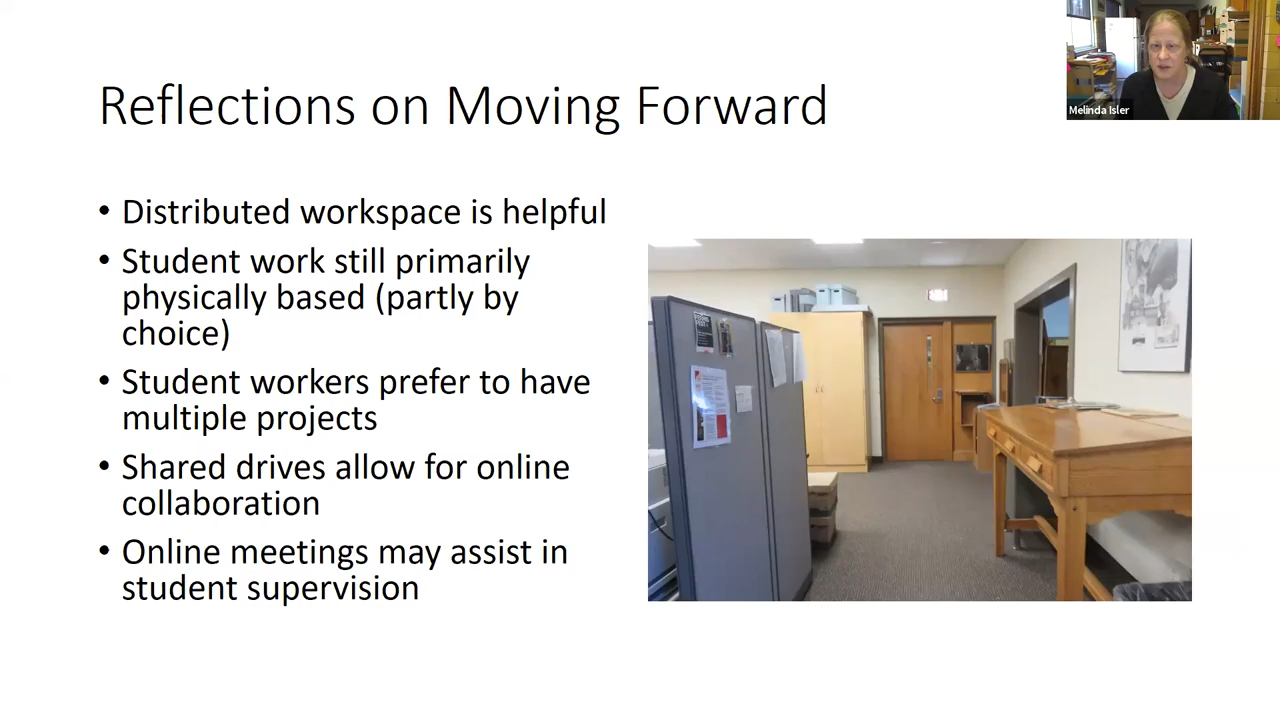 Melinda Isler
Reflections on Moving Forward
• Distributed workspace is helpful
• Student work still primarily
physically based (partly by
choice)
• Student workers prefer to have
multiple projects
• Shared drives allow for online
collaboration
• Online meetings may assist in
student supervision